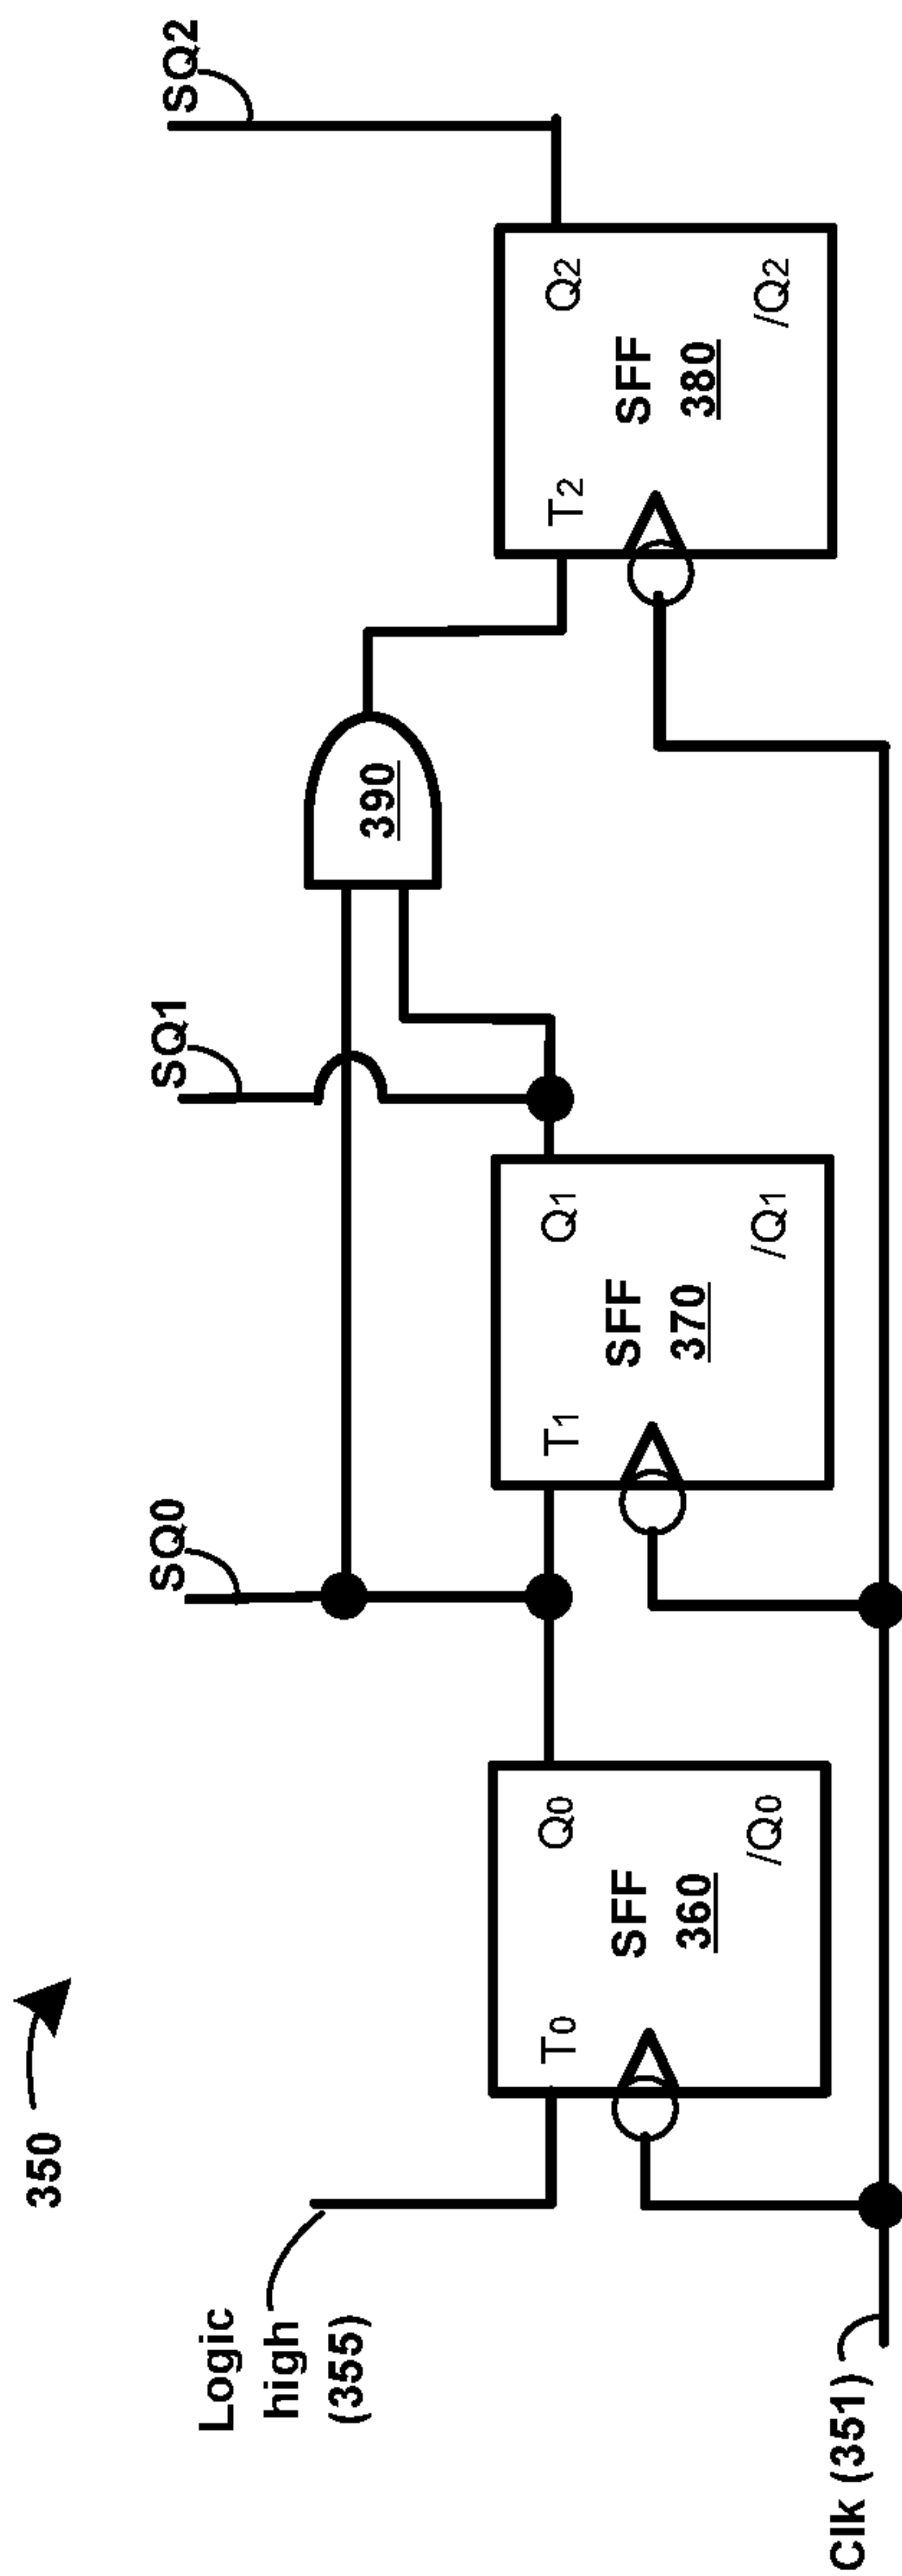 350
SQ0
SQ1
SQ2
Logic
high
(355)
390
T0
Q0
SFF
360
/Q0
T1
Q1
SFF
370
/Q1
T2
Q2
SFF
380
/Q2
Clk (351)